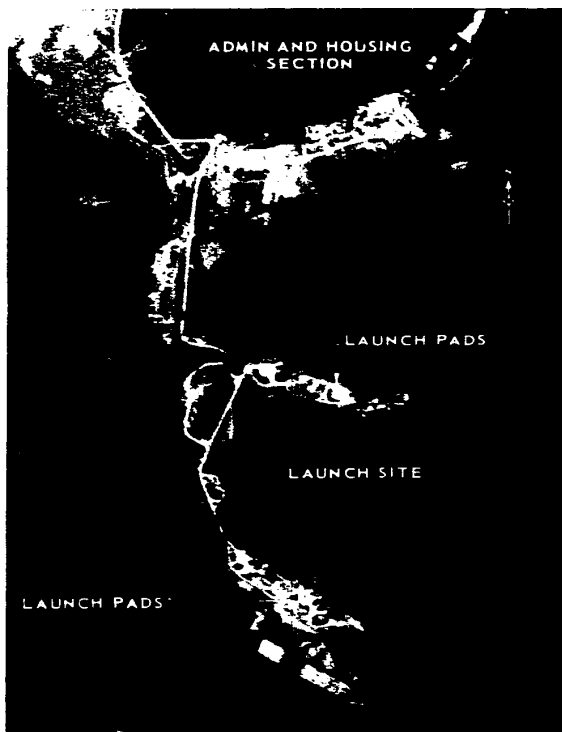 ADMIN AND HOUSING
SECTION
LAUNCH PADS
LAUNCH SITE
LAUNCH PADS